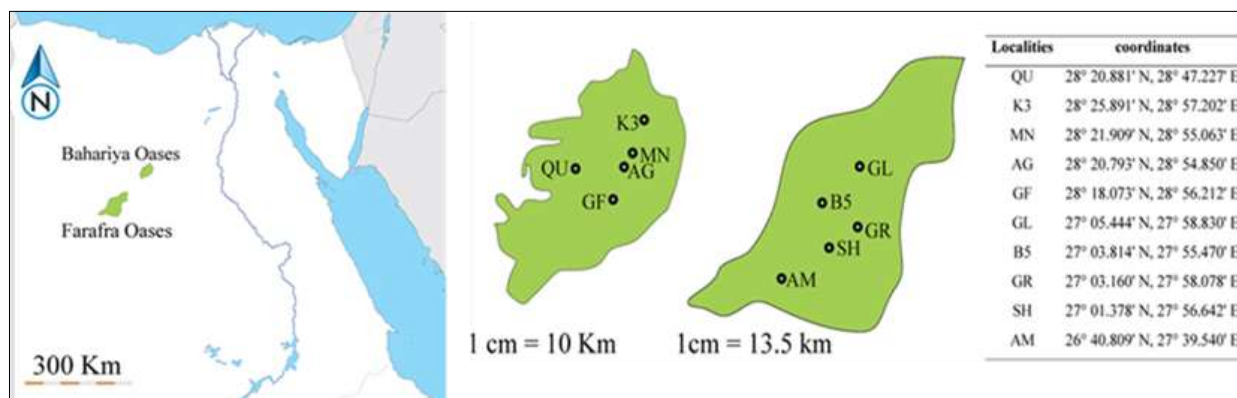 N
Bahariya Oases
Farafra Oases
300 Km
K3
MN
QU
AG
GF
1 cm = 10 Km
GL
B5
GR
SH
AM
1cm = 13.5 km
Localities coordinates
QU 28° 20.881' N, 28° 47.227' E
K3 28° 25.891' N, 28° 57.202' E
MN 28° 21.909' N, 28° 55.063' E
AG 28° 20.793' N, 28° 54.850' E
GF 28° 18.073' N, 28° 56.212' E
GL 27° 05.444' N, 27° 58.830' E
B5 27° 03.814' N, 27° 55.470' E
GR 27° 03.160' N, 27° 58.078' E
SH 27° 01.378' N, 27° 56.642' E
AM 26° 40.809' N, 27° 39.540' E